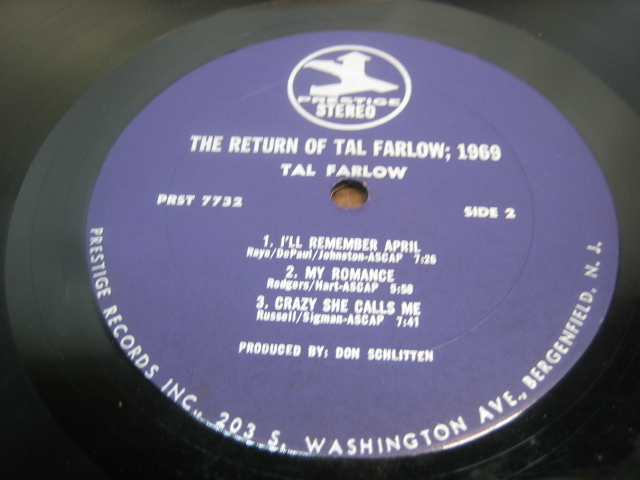 PRESTIGE
STEREO
THE RETURN OF TAL FARLOW; 1969
TAL FARLOW
PRST 7732
SIDE 2
1. I'LL REMEMBER APRIL
Raye/DePaul/Johnston-ASCAP 7:26
2. MY ROMANCE
Rodgers/Hart-ASCAP 5:58
3. CRAZY SHE CALLS ME
Russell/Sigman-ASCAP 7:41
PRODUCED BY: DON SCHLITTEN
PRESTIGE RECORDS INC., 203 S. WASHINGTON AVE., BERGENFIELD, N. J.